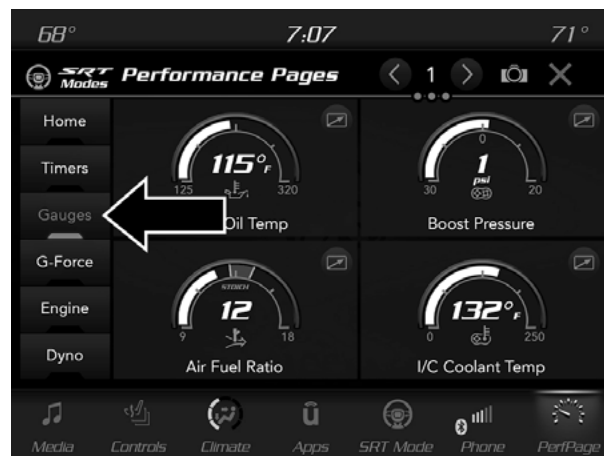 68° 7:07 71°
SRT Modes Performance Pages 1
Home
Timers
Gauges
G-Force
Engine
Dyno
115°F
125 320
Oil Temp
0
1
psi
30 20
Boost Pressure
STOICH
12
9 18
Air Fuel Ratio
132°F
0 250
I/C Coolant Temp
Media Controls Climate Apps SRT Mode Phone PerfPage